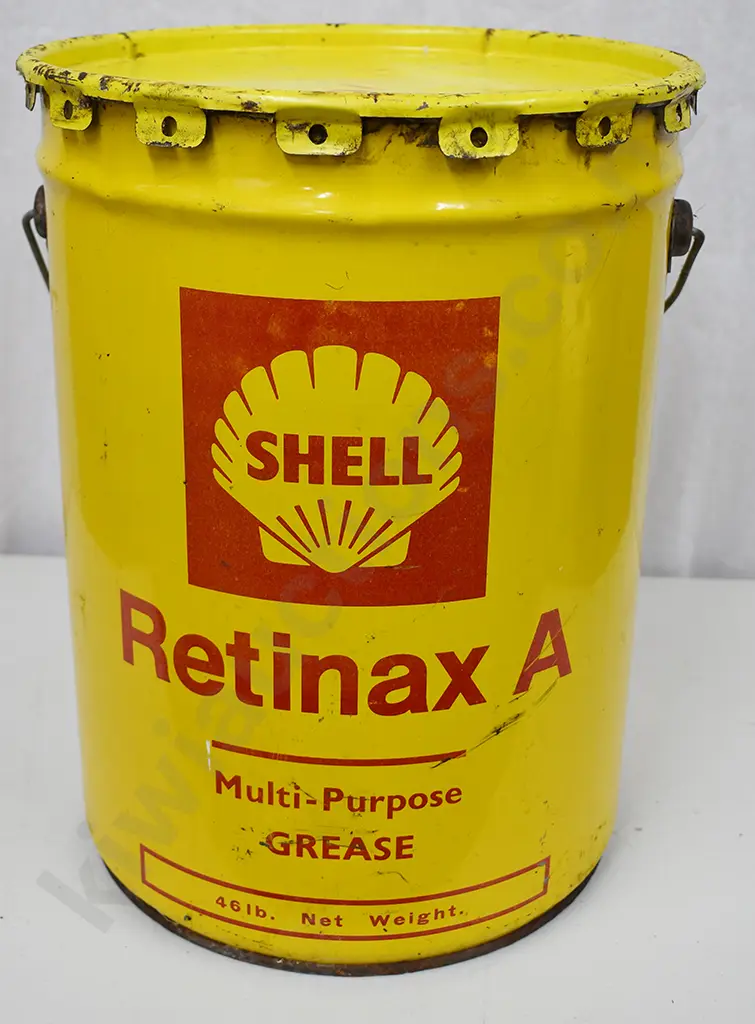 SHELL
Retinax A
Multi-Purpose
GREASE
46lb. Net Weight.